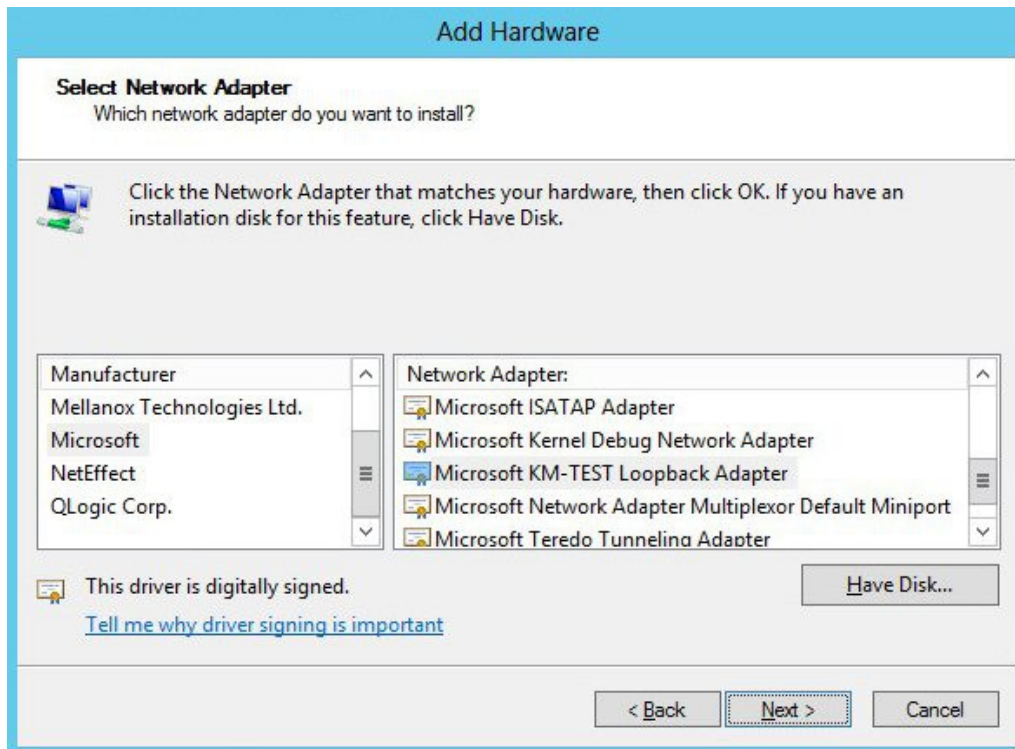 Add Hardware
Select Network Adapter
Which network adapter do you want to install?
Click the Network Adapter that matches your hardware, then click OK. If you have an
installation disk for this feature, click Have Disk.
Manufacturer
Mellanox Technologies Ltd.
Microsoft
NetEffect
QLogic Corp.
Network Adapter:
Microsoft ISATAP Adapter
Microsoft Kernel Debug Network Adapter
Microsoft KM-TEST Loopback Adapter
Microsoft Network Adapter Multiplexor Default Miniport
Microsoft Teredo Tunneling Adapter
This driver is digitally signed.
Tell me why driver signing is important
Have Disk...
< Back
Next >
Cancel